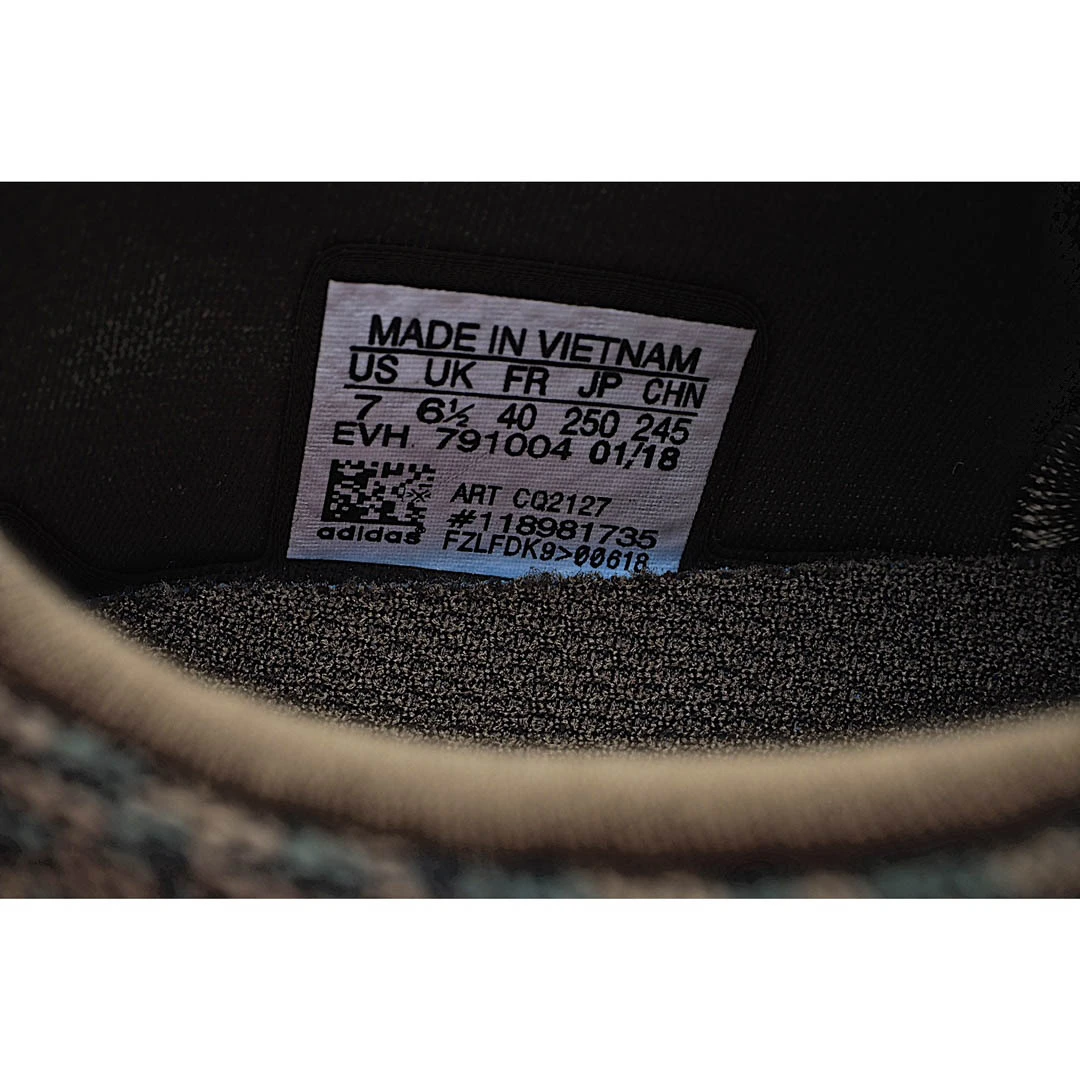 MADE IN VIETNAM
US UK FR JP CHN
7 6½ 40 250 245
EVH. 791004 01/18
ART CQ2127
#118981735
adidas® FZLFDK9>00618